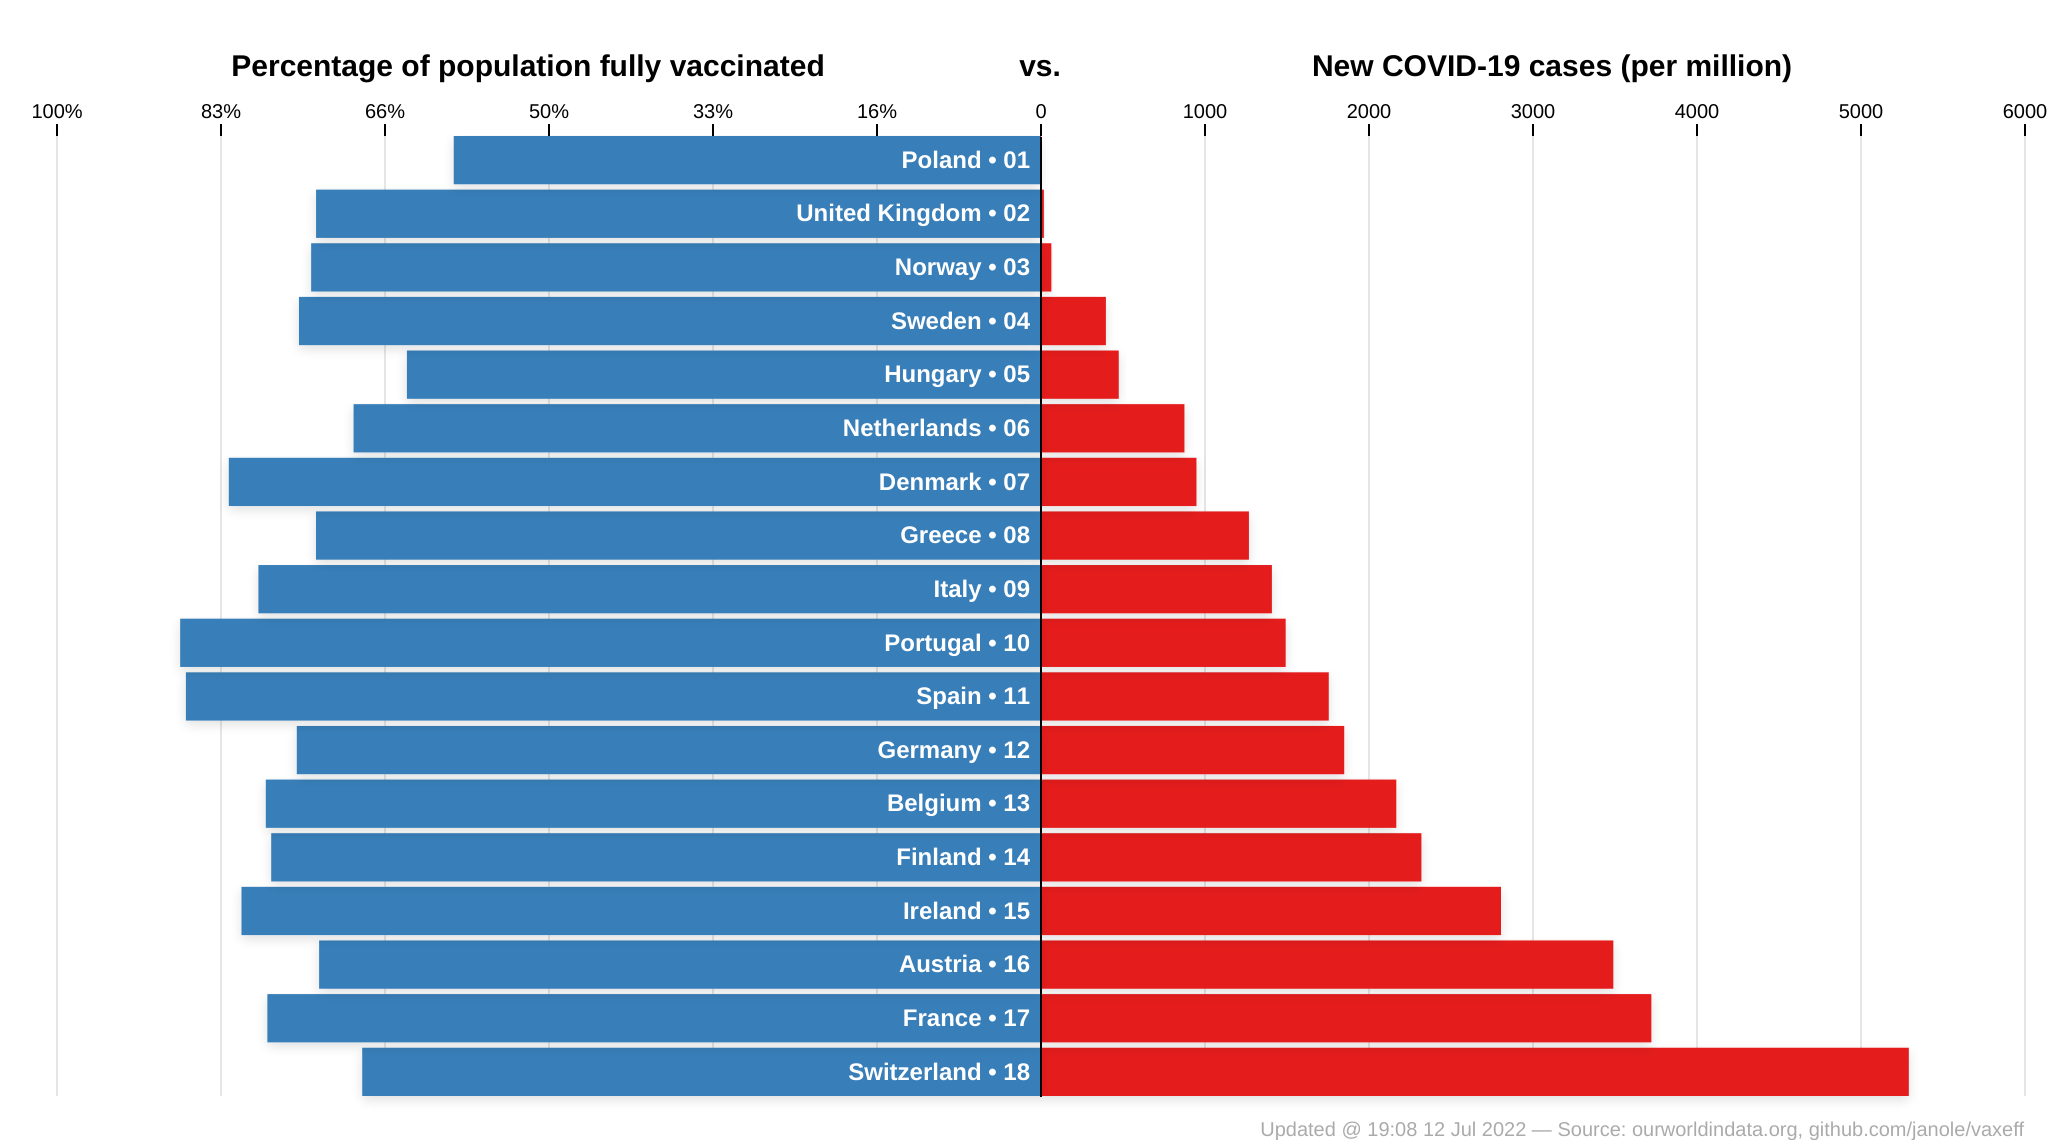 Percentage of population fully vaccinated vs. New COVID-19 cases (per million)
100% 83% 66% 50% 33% 16% 0 1000 2000 3000 4000 5000 6000
Poland • 01
United Kingdom • 02
Norway • 03
Sweden • 04
Hungary • 05
Netherlands • 06
Denmark • 07
Greece • 08
Italy • 09
Portugal • 10
Spain • 11
Germany • 12
Belgium • 13
Finland • 14
Ireland • 15
Austria • 16
France • 17
Switzerland • 18
Updated @ 19:08 12 Jul 2022 — Source: ourworldindata.org, github.com/janole/vaxeff